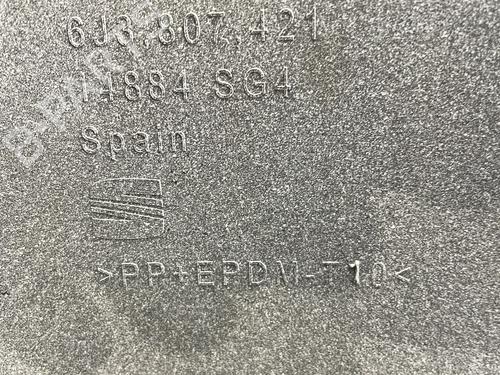 6J3.807.421
14884 SG4
Spain
>PP+EPDM-T10<